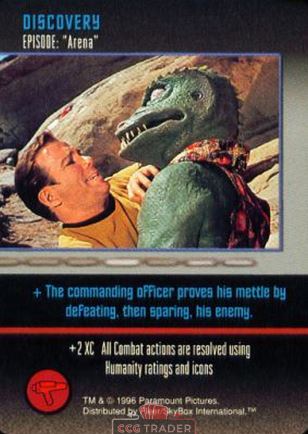 DISCOVERY
EPISODE: "Arena"
+ The commanding officer proves his mettle by
defeating, then sparing, his enemy.
+2 XC All Combat actions are resolved using
Humanity ratings and icons
TM & © 1996 Paramount Pictures.
Distributed by SkyBox International.™
CCG TRADER